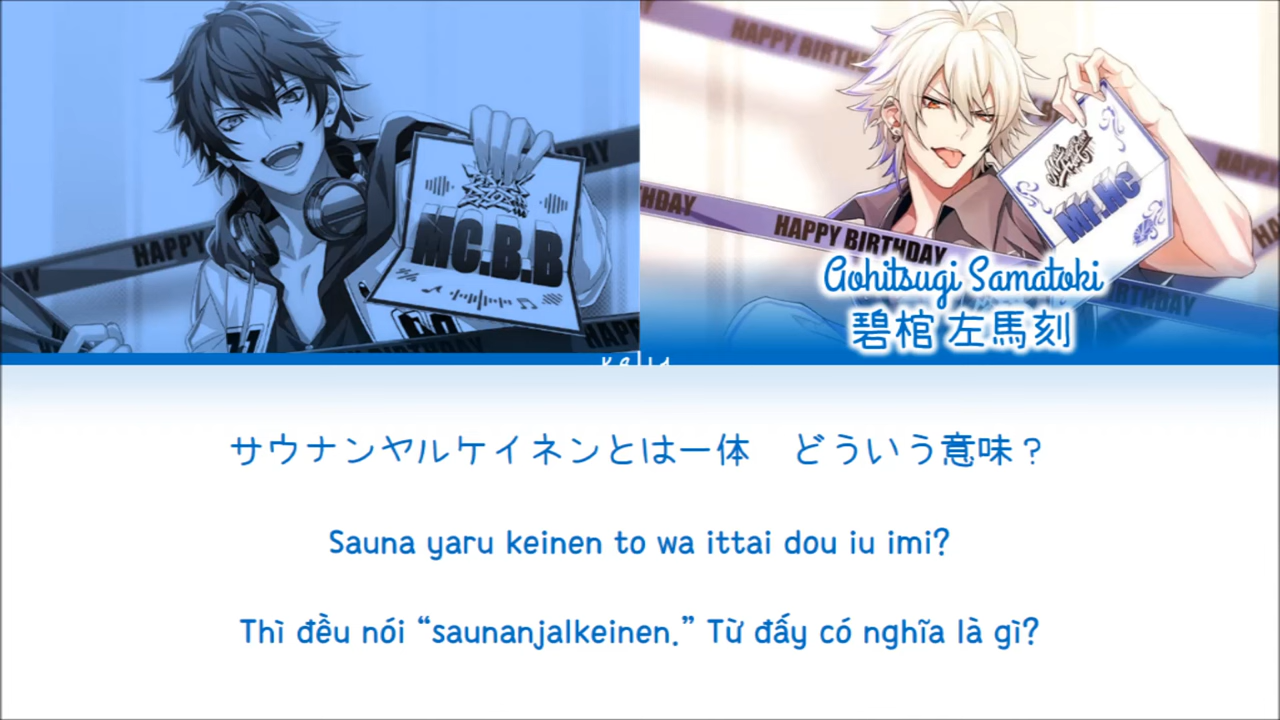 HAPPY BIRTHDAY
HAPPY BIRTHDAY
MC.B.B
Mr.Hc
HAPPY BIRTHDAY
HAPPY
Aohitsugi Samatoki
碧棺 左馬刻
サウナンヤルケイネンとは一体 どういう意味？
Sauna yaru keinen to wa ittai dou iu imi?
Thì đều nói “saunanjalkeinen.” Từ đấy có nghĩa là gì?